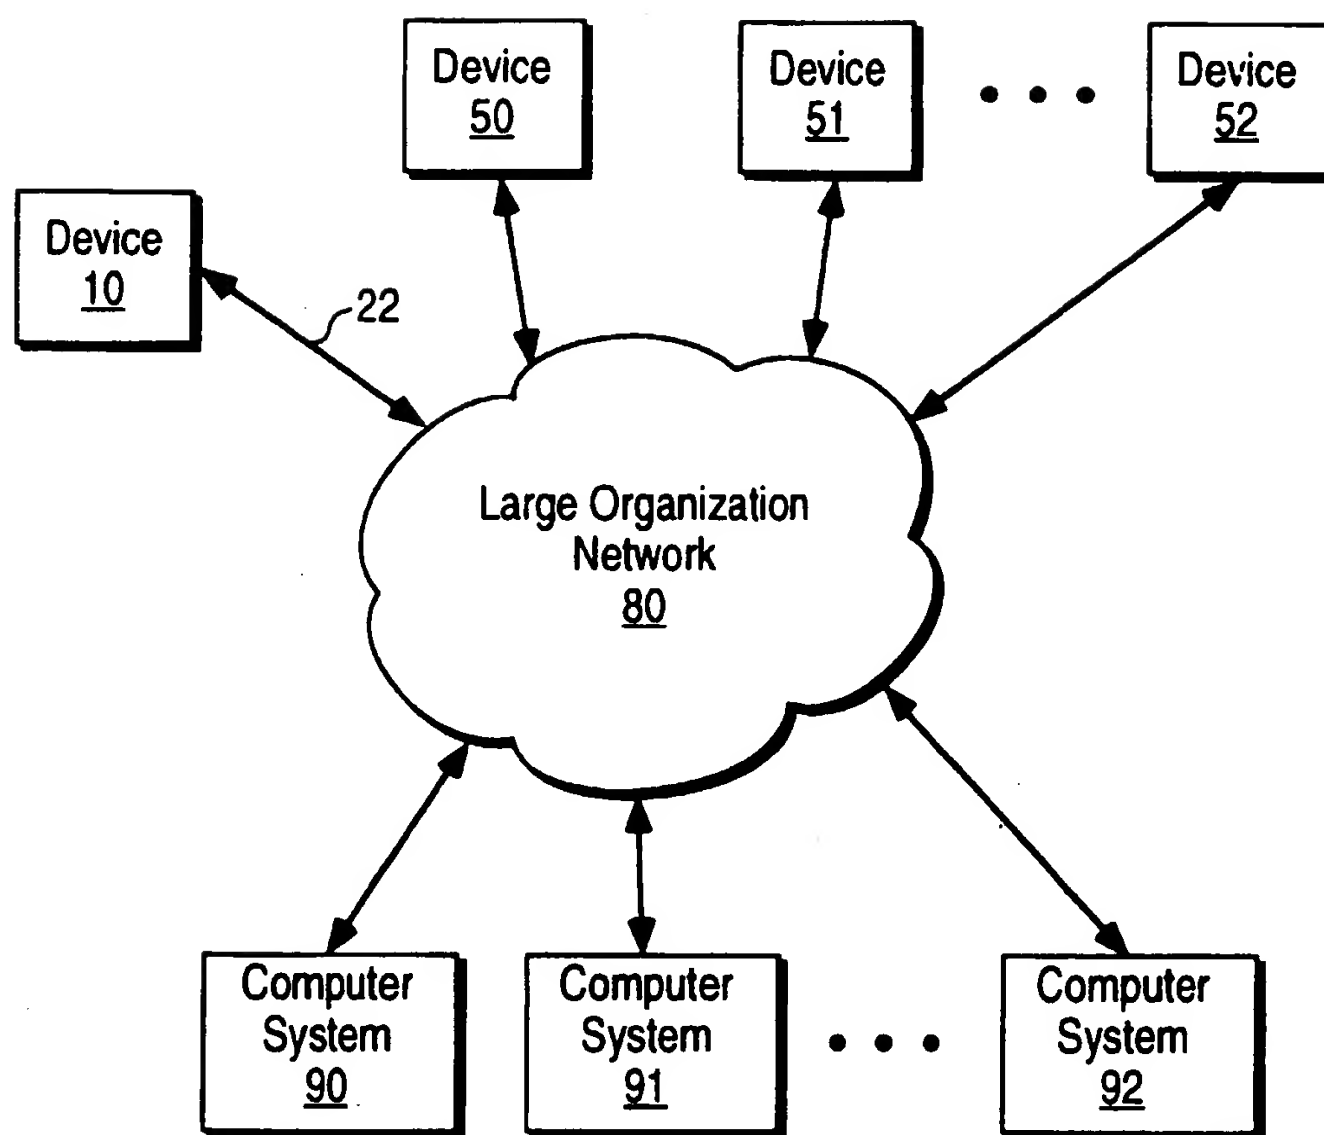 Device
50
Device
51
Device
52
Device
10
22
Large Organization
Network
80
Computer
System
90
Computer
System
91
Computer
System
92